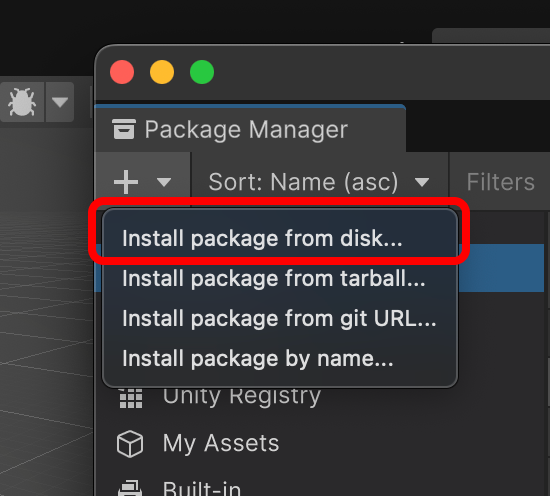 Package Manager
Sort: Name (asc) Filters
Install package from disk...
Install package from tarball...
Install package from git URL...
Install package by name...
Unity Registry
My Assets
Built-in